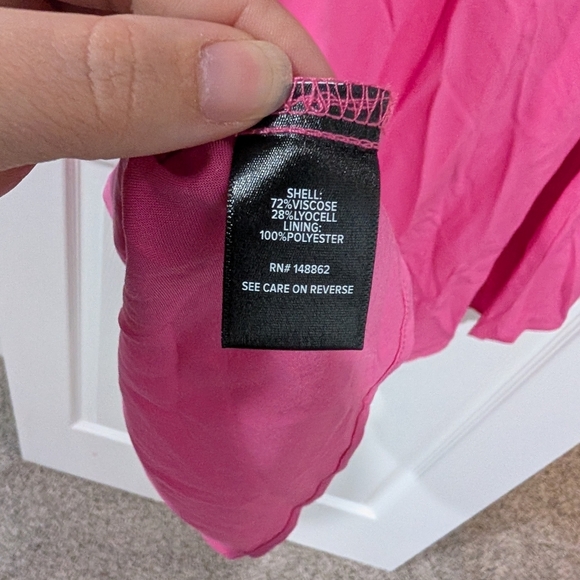 SHELL:
72%VISCOSE
28%LYOCELL
LINING:
100%POLYESTER
RN# 148862
SEE CARE ON REVERSE